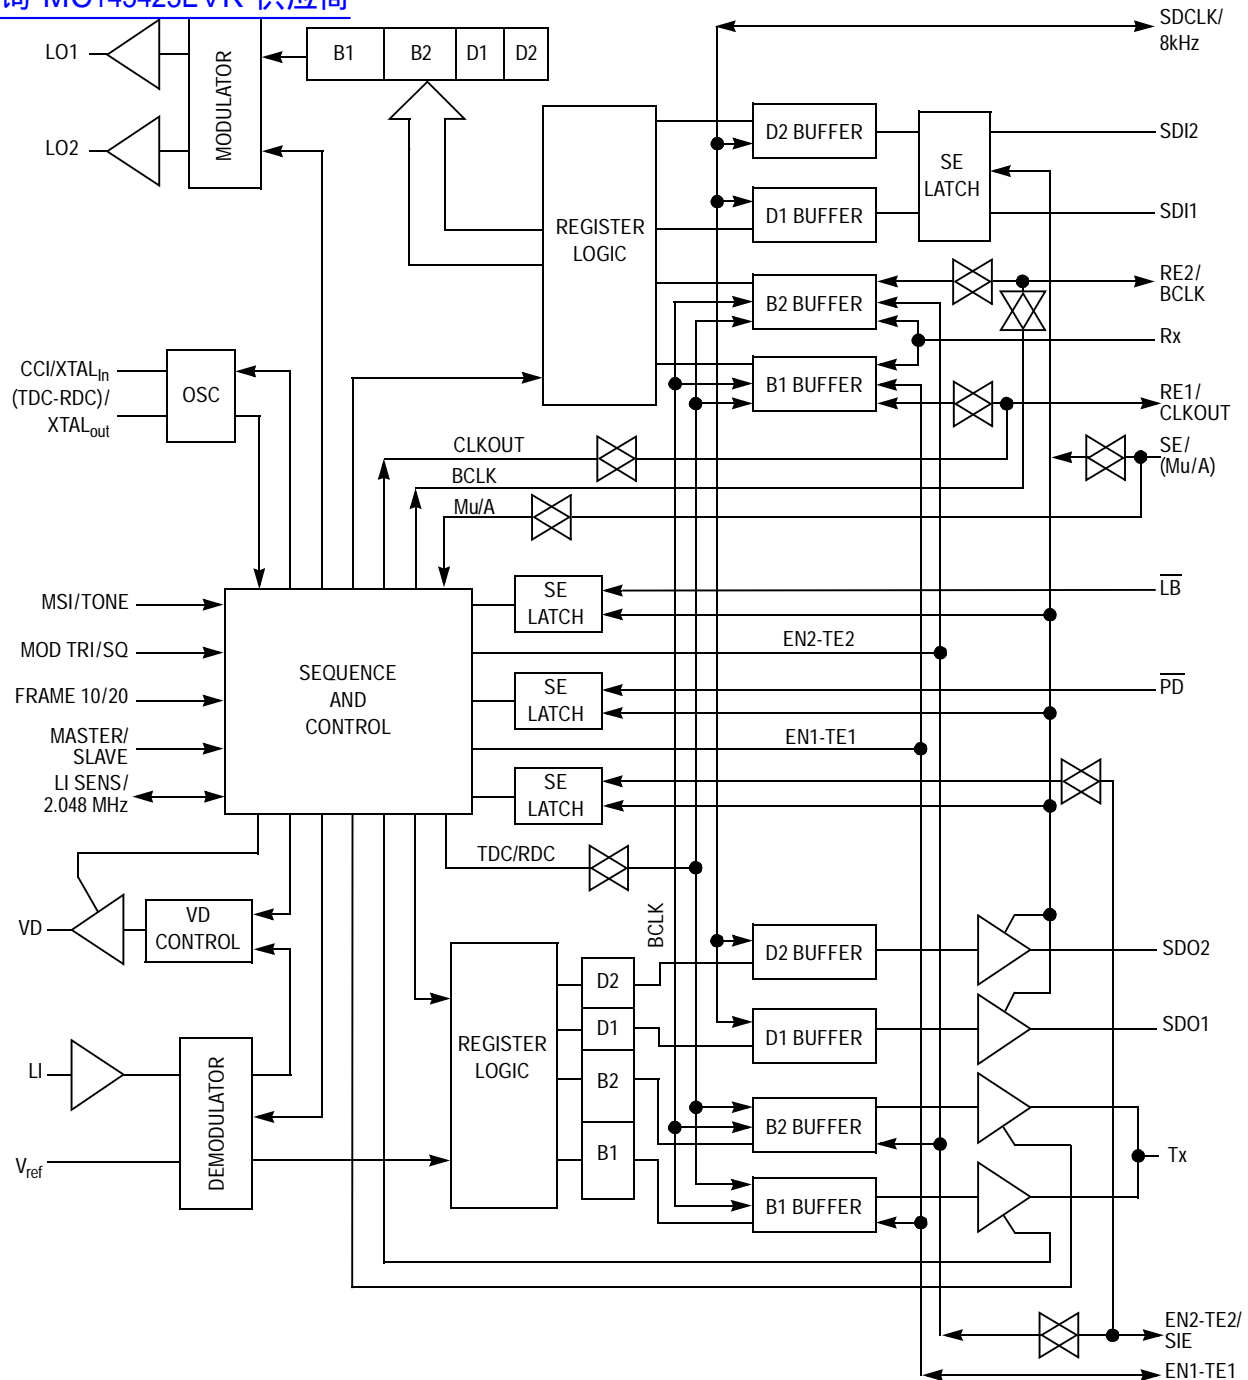 询 MC145425EVK 供应商
SDCLK/
8kHz
LO1
B1 B2 D1 D2
MODULATOR
LO2
D2 BUFFER
SDI2
SE
LATCH
D1 BUFFER
SDI1
REGISTER
LOGIC
RE2/
BCLK
B2 BUFFER
Rx
CCI/XTALIn
(TDC-RDC)/
XTALout
OSC
B1 BUFFER
RE1/
CLKOUT
CLKOUT
SE/
(Mu/A)
BCLK
Mu/A
MSI/TONE
SE
LATCH
LB
MOD TRI/SQ
EN2-TE2
SEQUENCE
AND
CONTROL
FRAME 10/20
SE
LATCH
PD
MASTER/
SLAVE
EN1-TE1
LI SENS/
2.048 MHz
SE
LATCH
TDC/RDC
VD
VD
CONTROL
BCLK
D2 BUFFER
SDO2
D2
D1
D1 BUFFER
SDO1
REGISTER
LOGIC
LI
DEMODULATOR
B2
B2 BUFFER
Vref
B1
Tx
B1 BUFFER
EN2-TE2/
SIE
EN1-TE1